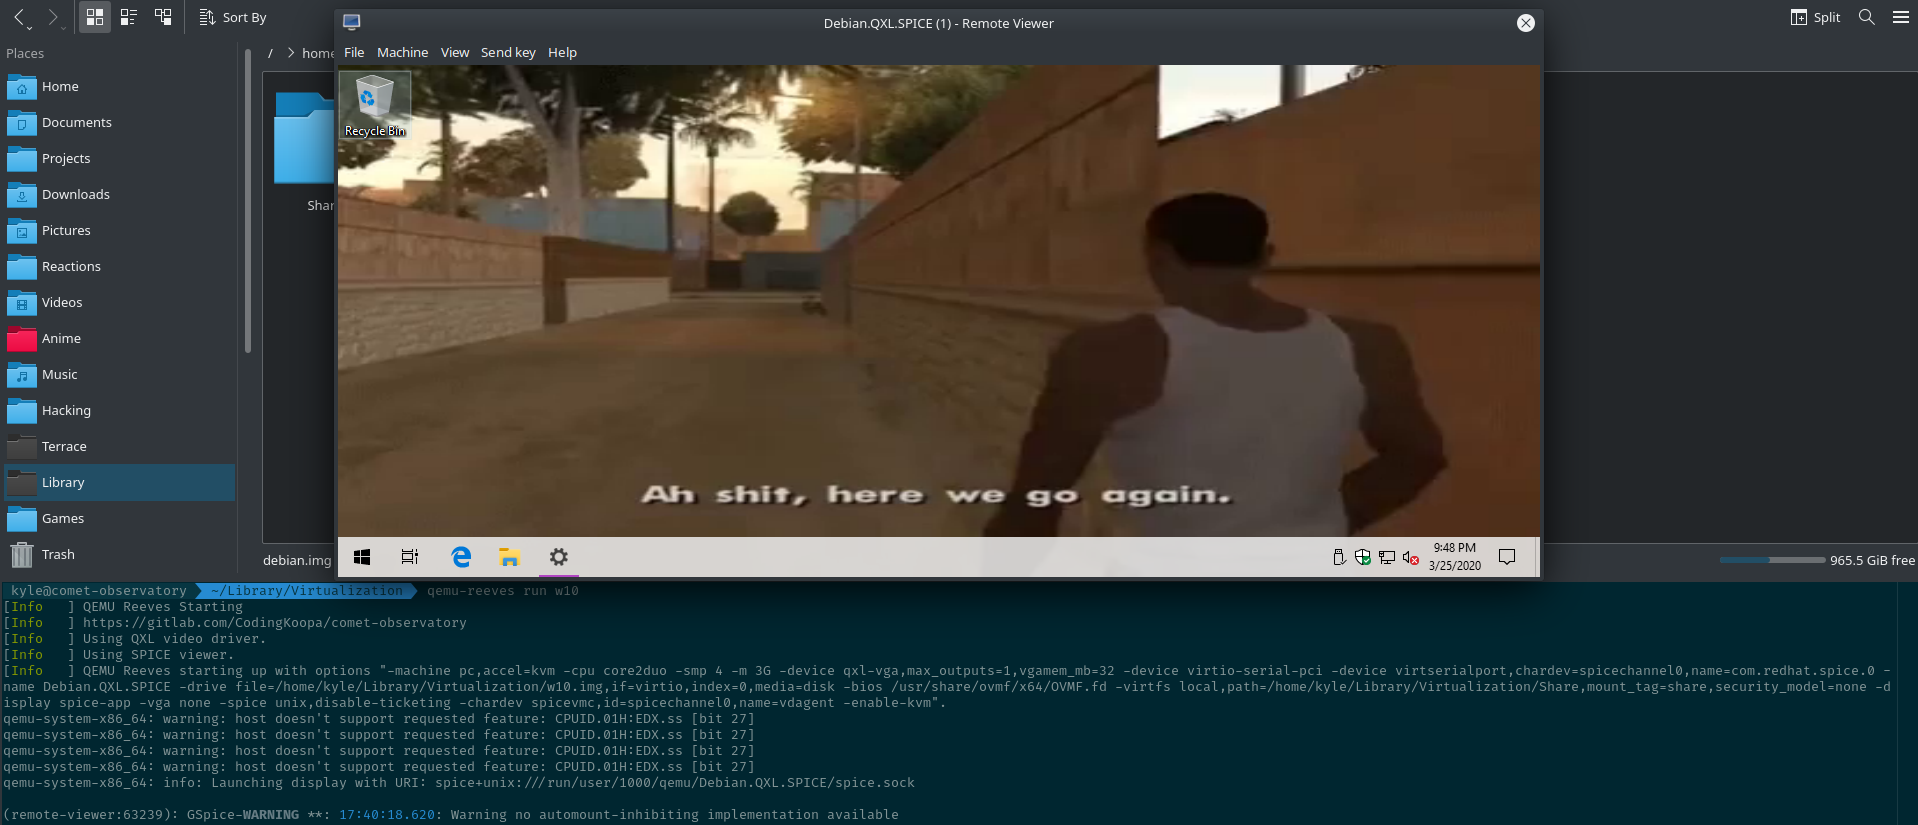 Sort By
Debian.QXL.SPICE (1) - Remote Viewer
Split
Places
/ > home
File Machine View Send key Help
Home
Documents
Projects
Downloads
Pictures
Reactions
Videos
Anime
Music
Hacking
Terrace
Library
Games
Trash
Shar
Recycle Bin
Ah shit, here we go again.
9:48 PM
3/25/2020
debian.img
965.5 GiB free
kyle@comet-observatory ~/Library/Virtualization qemu-reeves run w10
[Info   ] QEMU Reeves Starting
[Info   ] https://gitlab.com/CodingKoopa/comet-observatory
[Info   ] Using QXL video driver.
[Info   ] Using SPICE viewer.
[Info   ] QEMU Reeves starting up with options "-machine pc,accel=kvm -cpu core2duo -smp 4 -m 3G -device qxl-vga,max_outputs=1,vgamem_mb=32 -device virtio-serial-pci -device virtserialport,chardev=spicechannel0,name=com.redhat.spice.0 -
name Debian.QXL.SPICE -drive file=/home/kyle/Library/Virtualization/w10.img,if=virtio,index=0,media=disk -bios /usr/share/ovmf/x64/OVMF.fd -virtfs local,path=/home/kyle/Library/Virtualization/Share,mount_tag=share,security_model=none -d
isplay spice-app -vga none -spice unix,disable-ticketing -chardev spicevmc,id=spicechannel0,name=vdagent -enable-kvm".
qemu-system-x86_64: warning: host doesn't support requested feature: CPUID.01H:EDX.ss [bit 27]
qemu-system-x86_64: warning: host doesn't support requested feature: CPUID.01H:EDX.ss [bit 27]
qemu-system-x86_64: warning: host doesn't support requested feature: CPUID.01H:EDX.ss [bit 27]
qemu-system-x86_64: warning: host doesn't support requested feature: CPUID.01H:EDX.ss [bit 27]
qemu-system-x86_64: info: Launching display with URI: spice+unix:///run/user/1000/qemu/Debian.QXL.SPICE/spice.sock
(remote-viewer:63239): GSpice-WARNING **: 17:40:18.620: Warning no automount-inhibiting implementation available